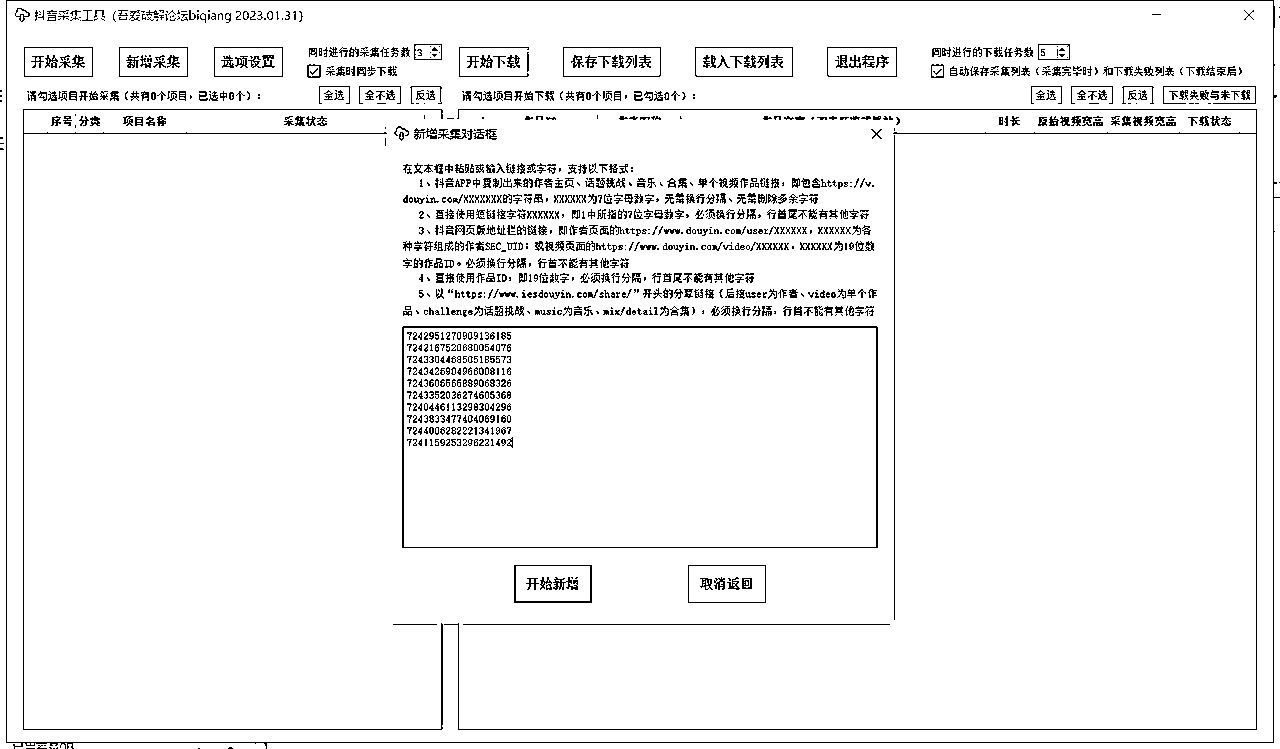 抖音采集工具（吾爱破解论坛biqiang 2023.01.31）
开始采集
新增采集
选项设置
同时进行的采集任务数 3
采集时同步下载
开始下载
保存下载列表
载入下载列表
退出程序
同时进行的下载任务数 5
自动保存采集列表（采集完毕时）和下载失败列表（下载结束后）
请勾选项目开始采集（共有0个项目，已选中0个）：
全选
全不选
反选
请勾选项目开始下载（共有0个项目，已勾选0个）：
全选
全不选
反选
下载失败与未下载
序号 分类 项目名称 采集状态
时长 原始视频宽高 采集视频宽高 下载状态
新增采集对话框
在文本框中粘贴或输入链接或字符，支持以下格式：
1、抖音APP中复制出来的作者主页、话题挑战、音乐、合集、单个视频作品链接，即包含https://v.
douyin.com/XXXXXXX的字符串，XXXXXX为7位字母数字，无需换行分隔、无需删除多余字符
2、直接使用短链接字符XXXXXX，即1中所指的7位字母数字，必须换行分隔，行首尾不能有其他字符
3、抖音网页版地址栏的链接，即作者页面的https://www.douyin.com/user/XXXXXX，XXXXXX为各
种字符组成的作者SEC_UID；或视频页面的https://www.douyin.com/video/XXXXXX，XXXXXX为19位数
字的作品ID。必须换行分隔，行首不能有其他字符
4、直接使用作品ID，即19位数字，必须换行分隔，行首尾不能有其他字符
5、以“https://www.iesdouyin.com/share/”开头的分享链接（后接user为作者、video为单个作
品、challenge为话题挑战、music为音乐、mix/detail为合集），必须换行分隔，行首不能有其他字符
7242951270909136185
7242167520680054076
7243304468505185573
7243426904966008116
7243606666889068326
7243352036274605368
7240446113298304296
7243833477404069160
7244006282221341967
7241159253296221492
开始新增
取消返回